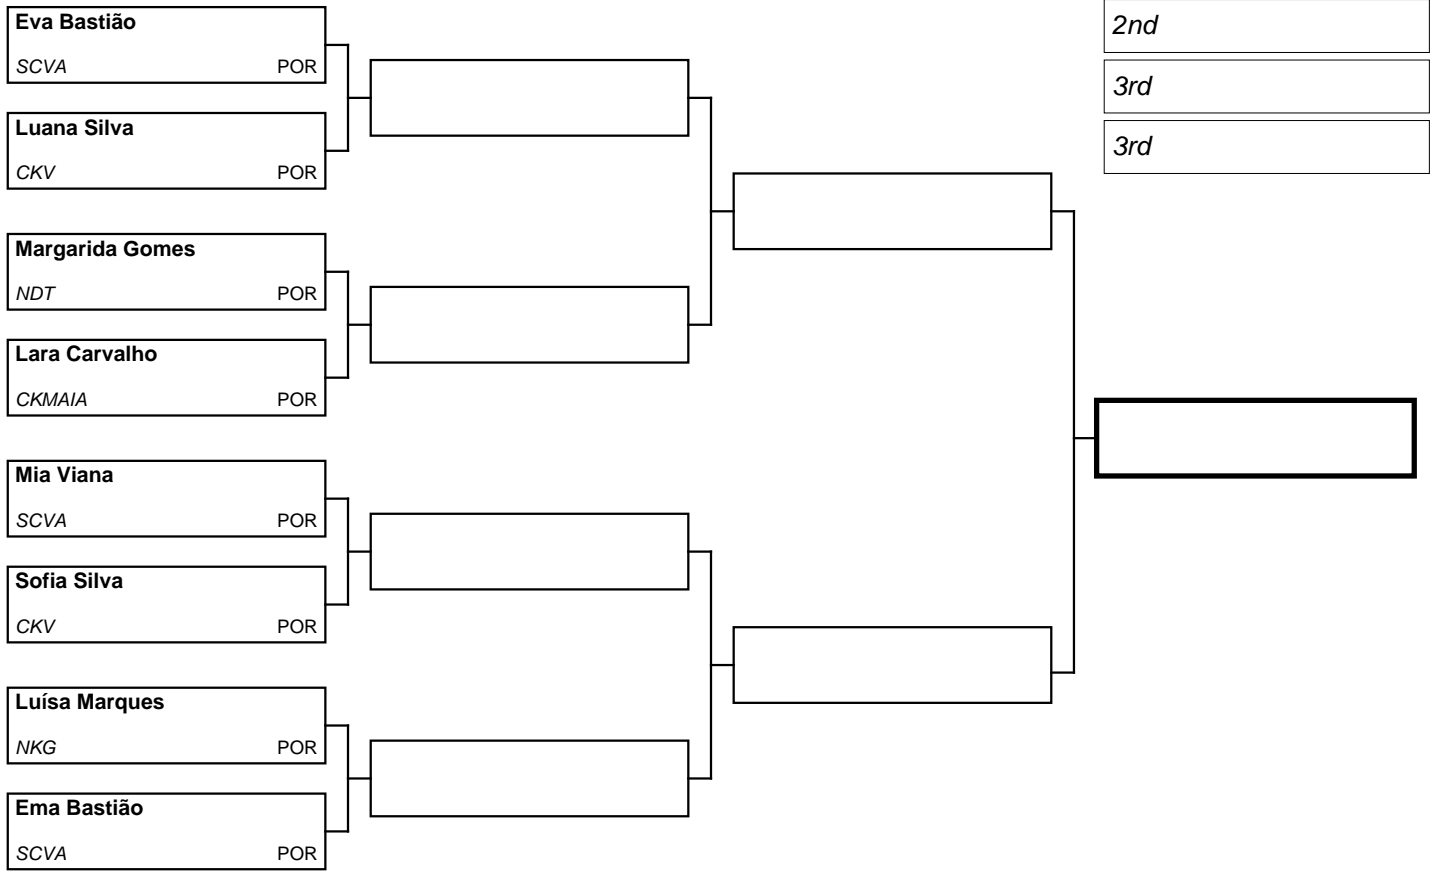 Eva Bastião
SCVA POR
Luana Silva
CKV POR
Margarida Gomes
NDT POR
Lara Carvalho
CKMAIA POR
Mia Viana
SCVA POR
Sofia Silva
CKV POR
Luísa Marques
NKG POR
Ema Bastião
SCVA POR
2nd
3rd
3rd